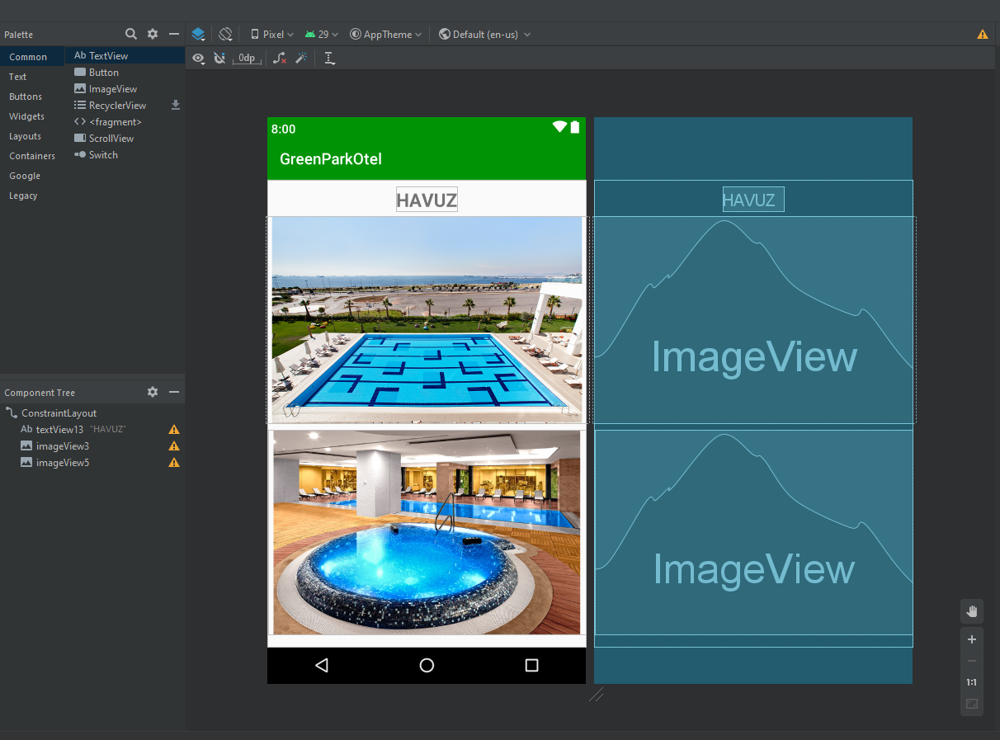 Palette
Pixel
29
AppTheme
Default (en-us)
Common
Text
Buttons
Widgets
Layouts
Containers
Google
Legacy
Ab TextView
Button
ImageView
RecyclerView
<fragment>
ScrollView
Switch
0dp
8:00
GreenParkOtel
HAVUZ
HAVUZ
ImageView
ImageView
Component Tree
ConstraintLayout
Ab textView13 "HAVUZ"
imageView3
imageView5
1:1